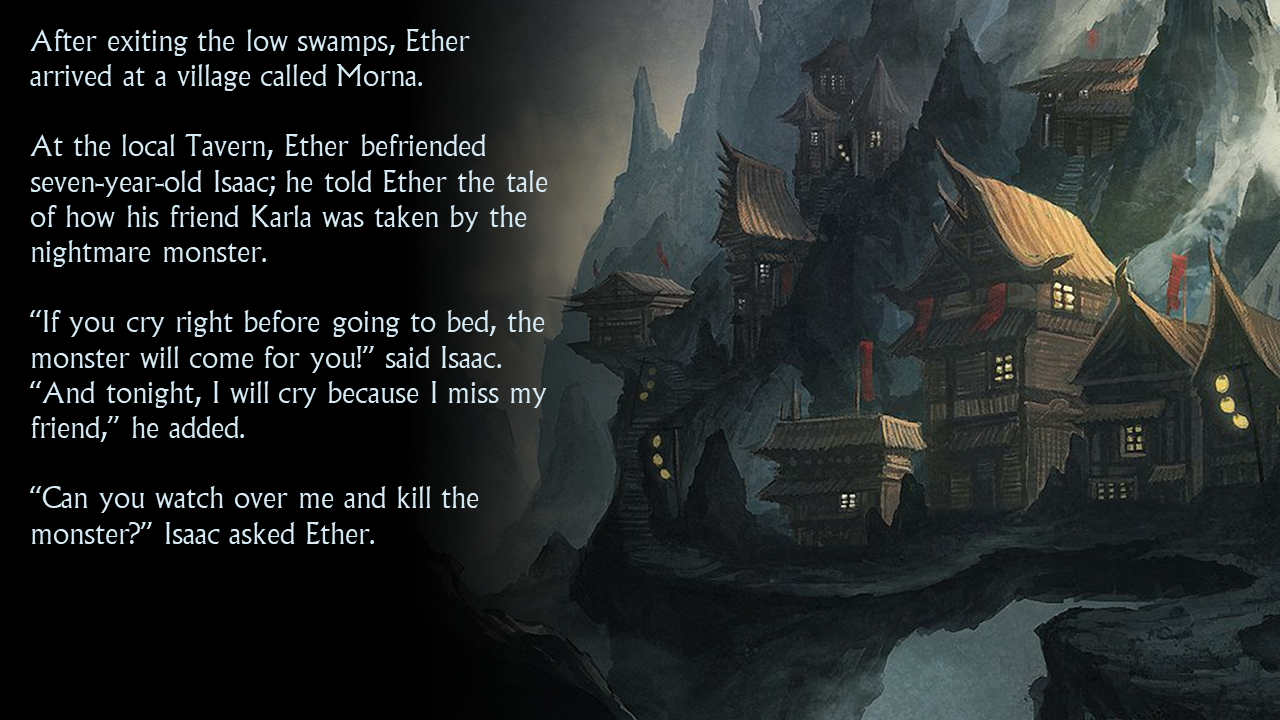 After exiting the low swamps, Ether
arrived at a village called Morna.
At the local Tavern, Ether befriended
seven-year-old Isaac; he told Ether the tale
of how his friend Karla was taken by the
nightmare monster.
“If you cry right before going to bed, the
monster will come for you!” said Isaac.
“And tonight, I will cry because I miss my
friend,” he added.
“Can you watch over me and kill the
monster?” Isaac asked Ether.